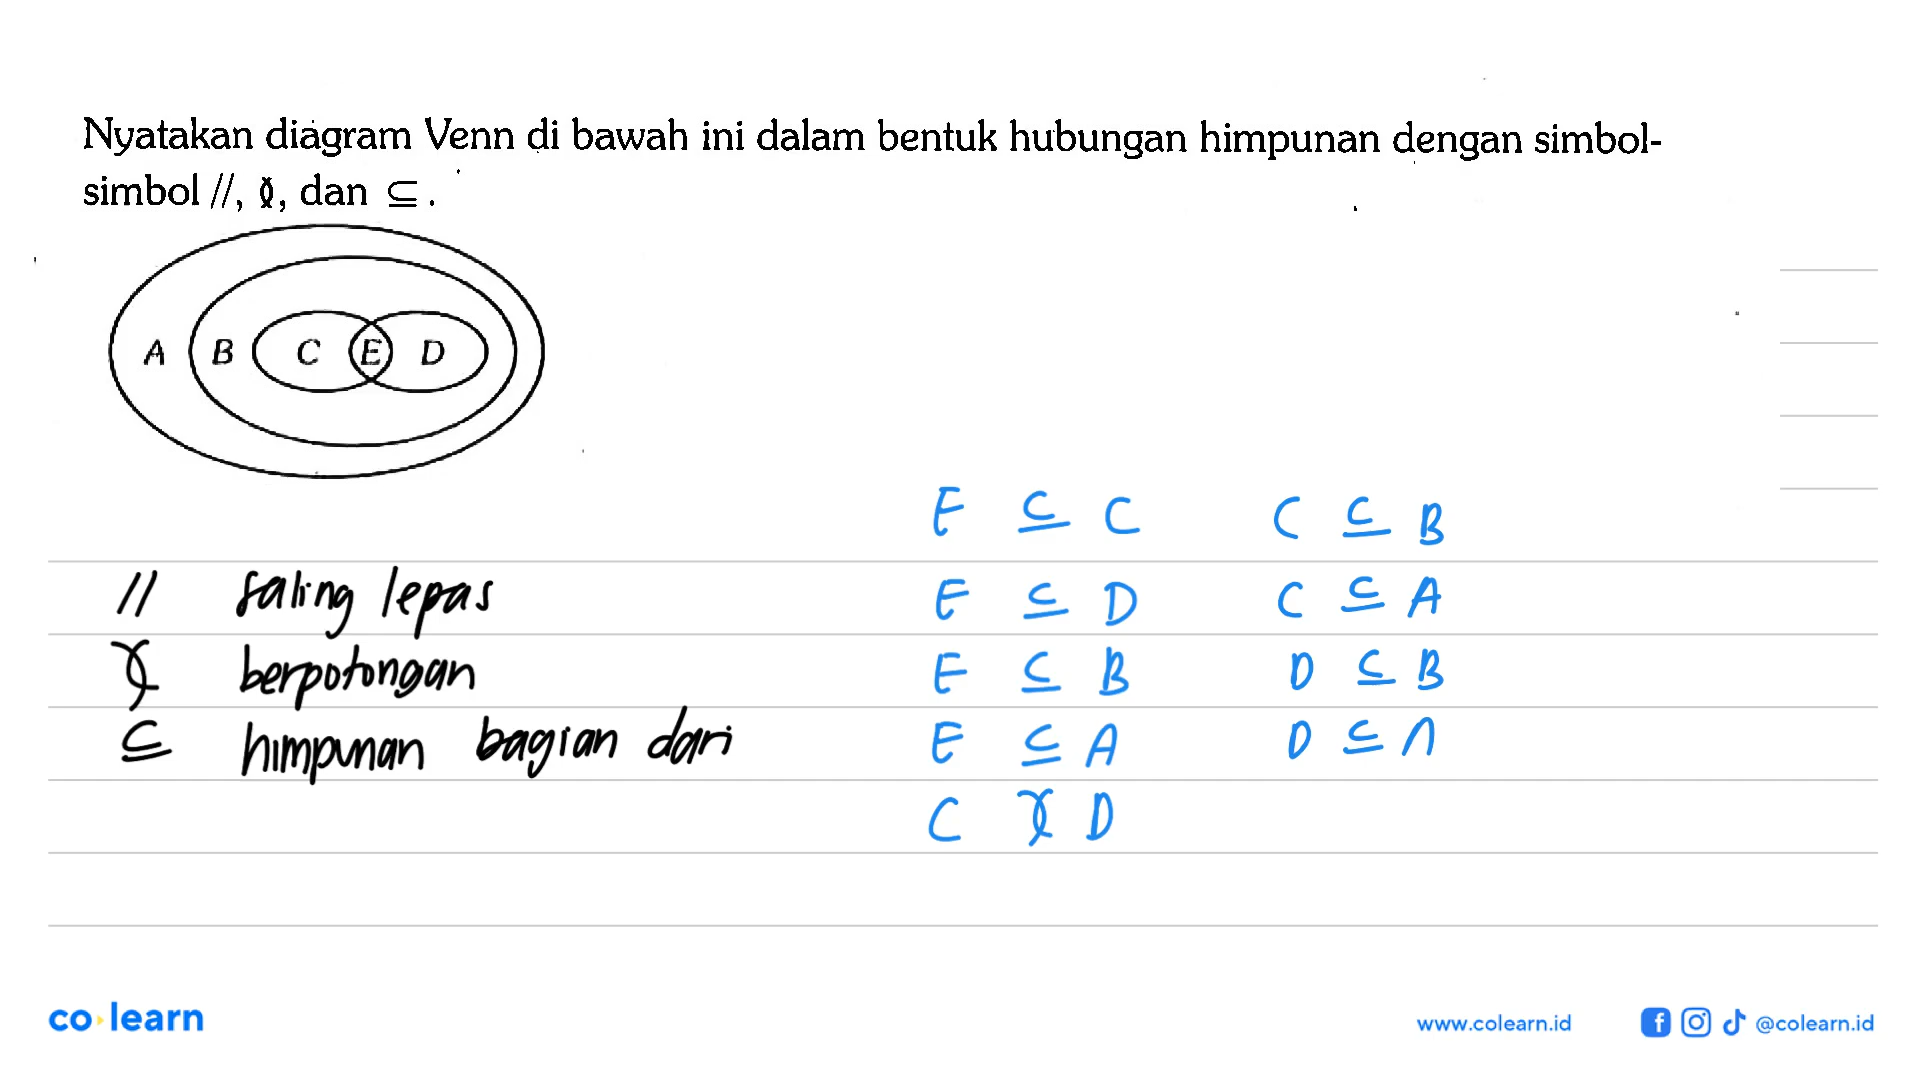 Nyatakan diagram Venn di bawah ini dalam bentuk hubungan himpunan dengan simbol-
simbol //, ≬, dan ⊆.
A B C E D
E ⊆ C C ⊆ B
// saling lepas E ⊆ D C ⊆ A
≬ berpotongan E ⊆ B D ⊆ B
⊆ himpunan bagian dari E ⊆ A D ⊆ A
C ≬ D
co learn www.colearn.id @colearn.id